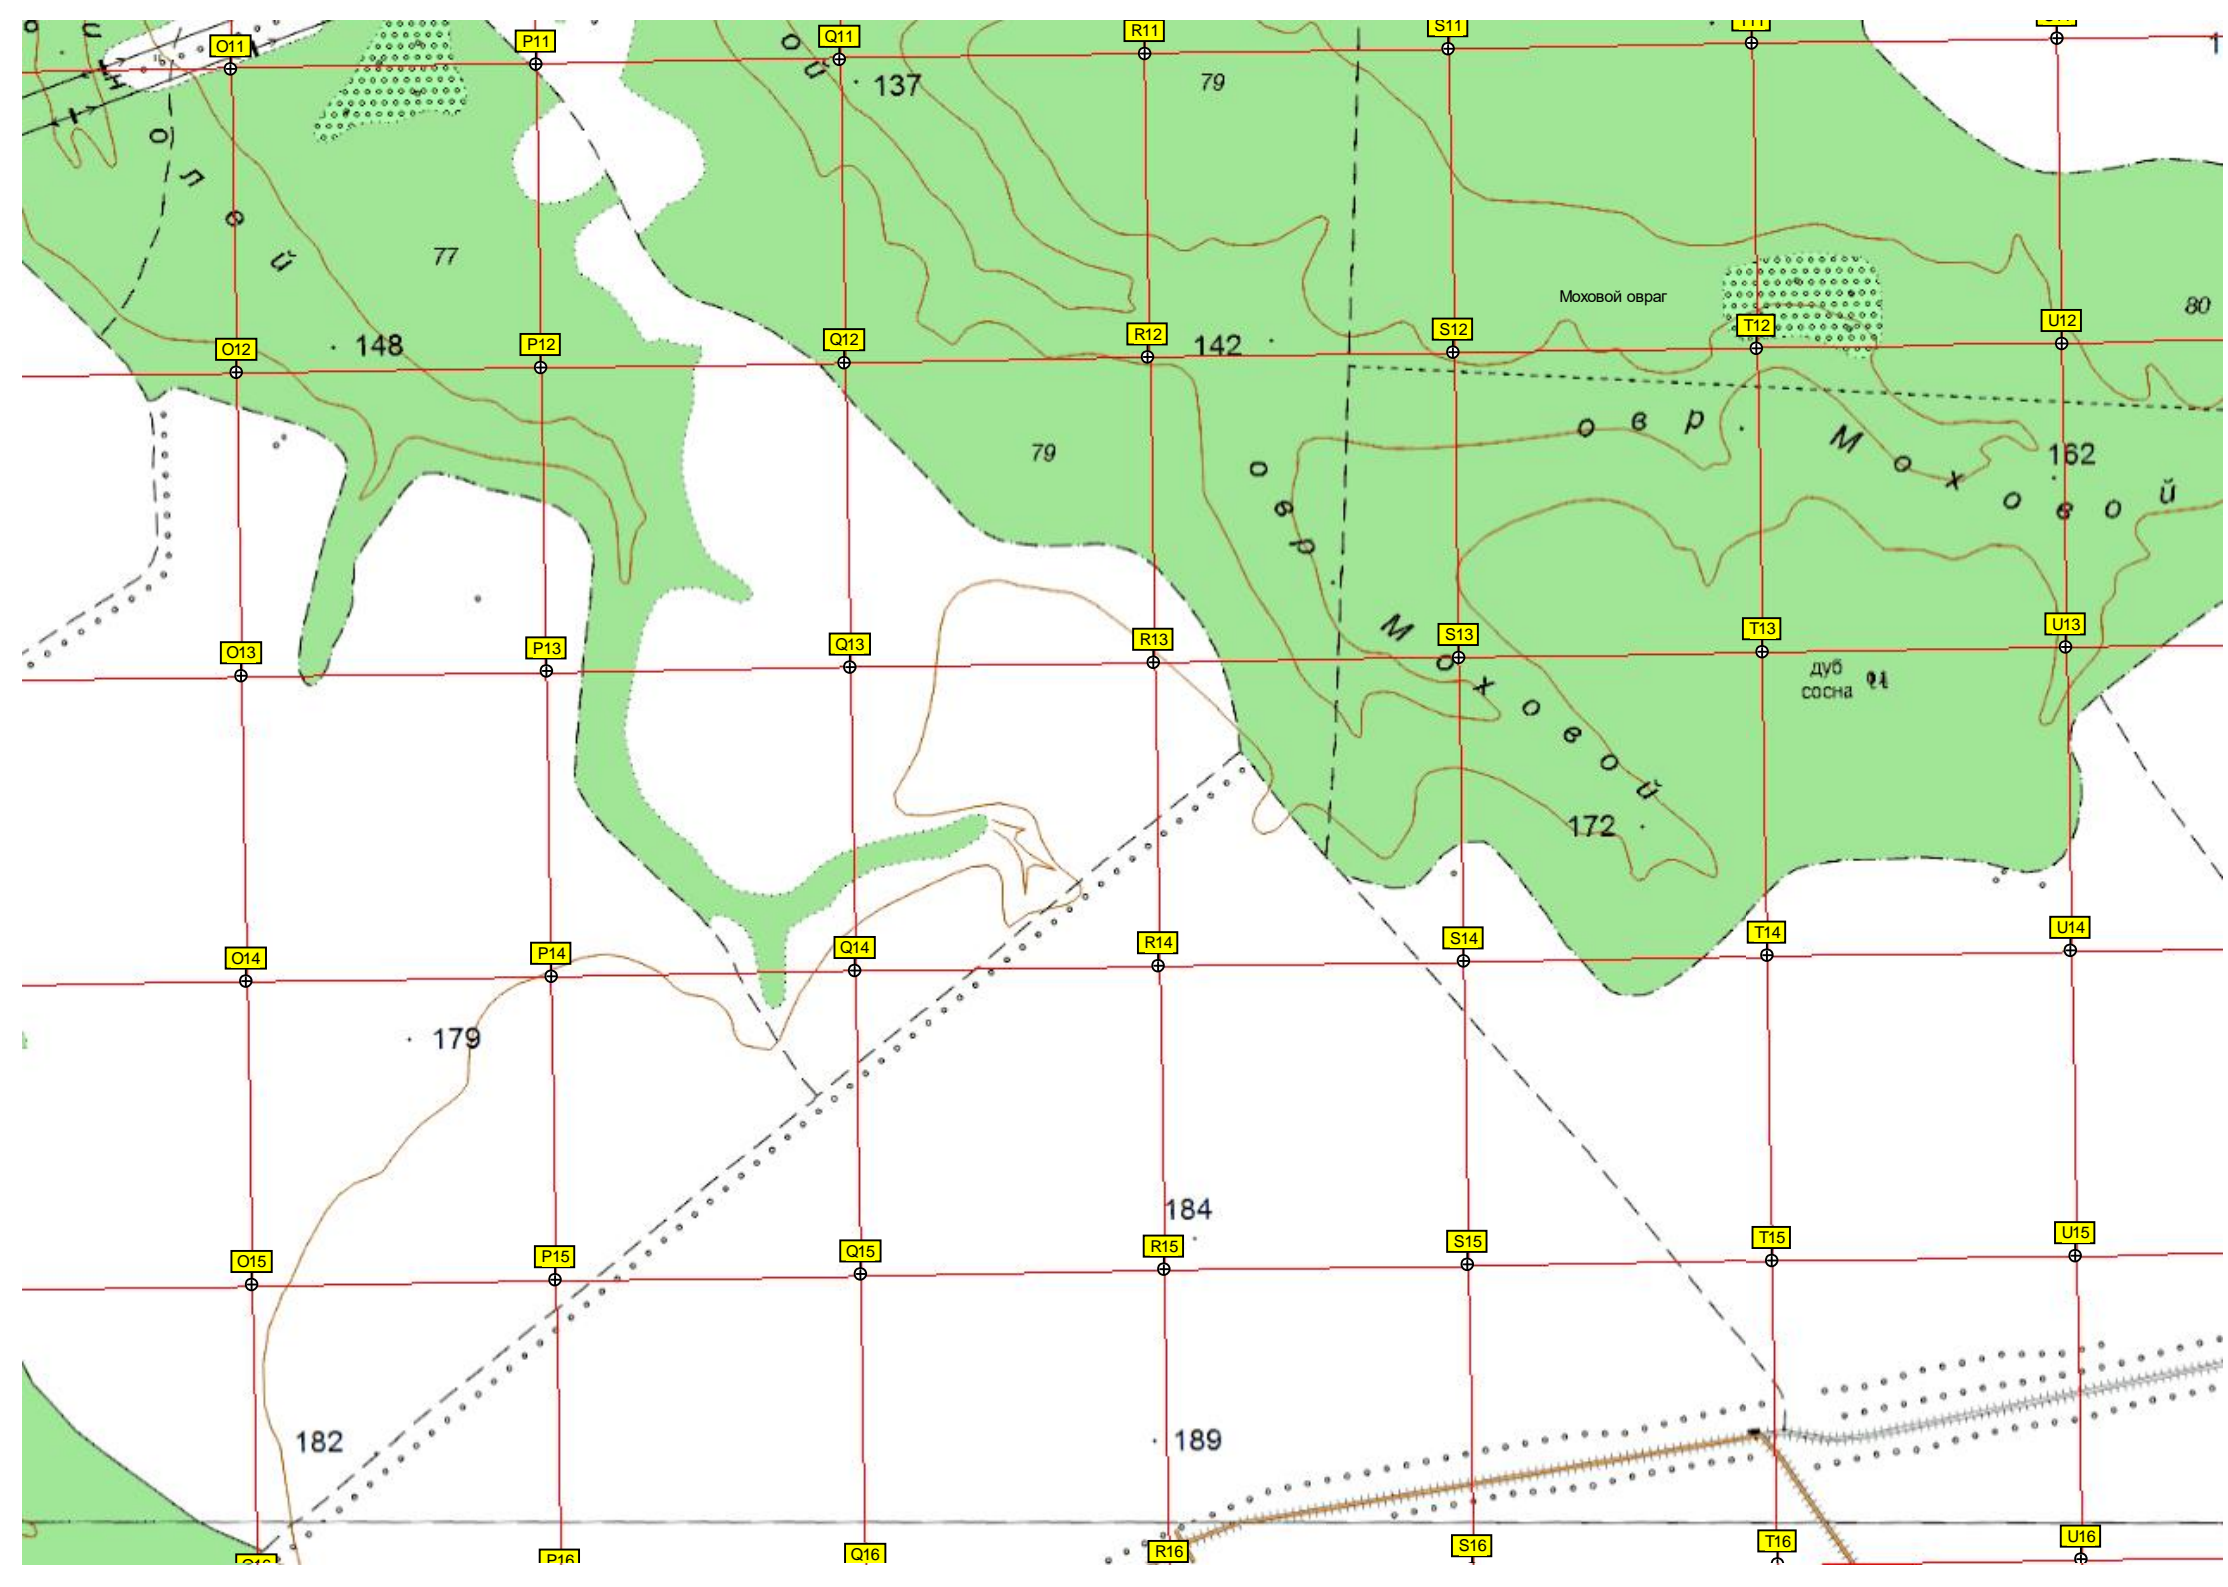 S11
P11
Q11
R11
O11
й
137
79
о
л
е
й
77
Моховой овраг
80
O12
148
P12
Q12
R12
142
S12
T12
U12
79
овр. Моховой
162
овр. Моховой
O13
P13
Q13
R13
S13
T13
U13
дуб
сосна
172
O14
P14
Q14
R14
S14
T14
U14
179
184
O15
P15
Q15
R15
S15
T15
U15
182
189
P16
Q16
R16
S16
T16
U16